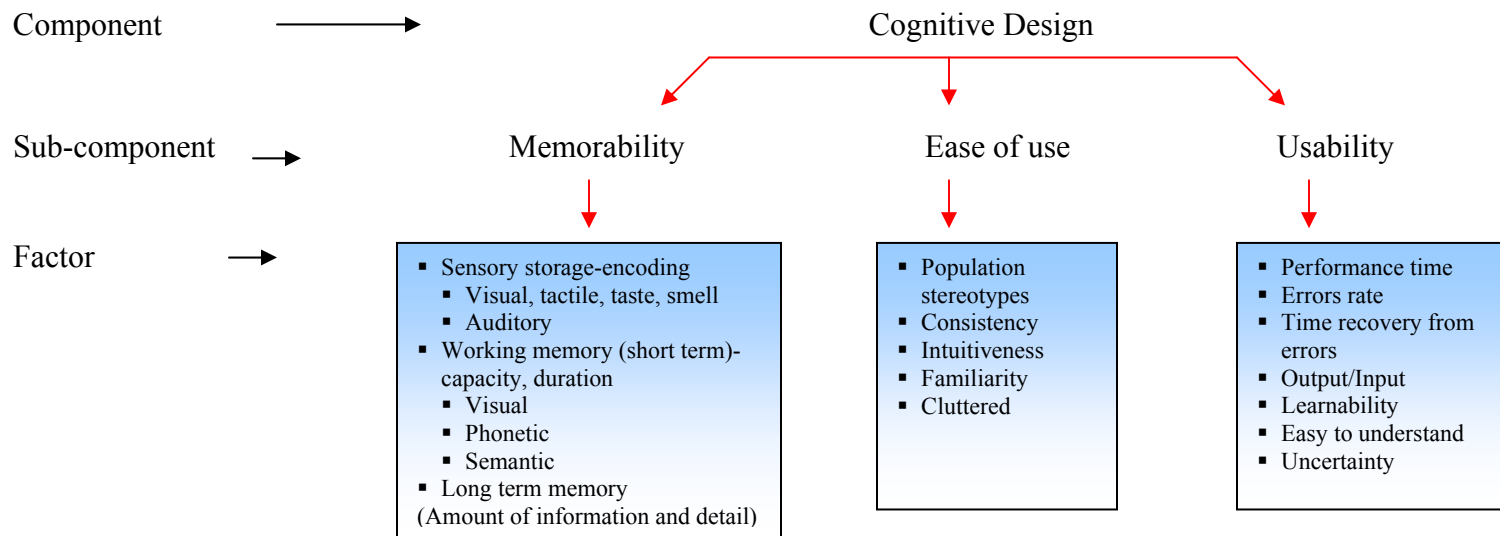 Component
Cognitive Design
Sub-component
Memorability
Ease of use
Usability
Factor
▪ Sensory storage-encoding
▪ Visual, tactile, taste, smell
▪ Auditory
▪ Working memory (short term)-
capacity, duration
▪ Visual
▪ Phonetic
▪ Semantic
▪ Long term memory
(Amount of information and detail)
▪ Population
stereotypes
▪ Consistency
▪ Intuitiveness
▪ Familiarity
▪ Cluttered
▪ Performance time
▪ Errors rate
▪ Time recovery from
errors
▪ Output/Input
▪ Learnability
▪ Easy to understand
▪ Uncertainty